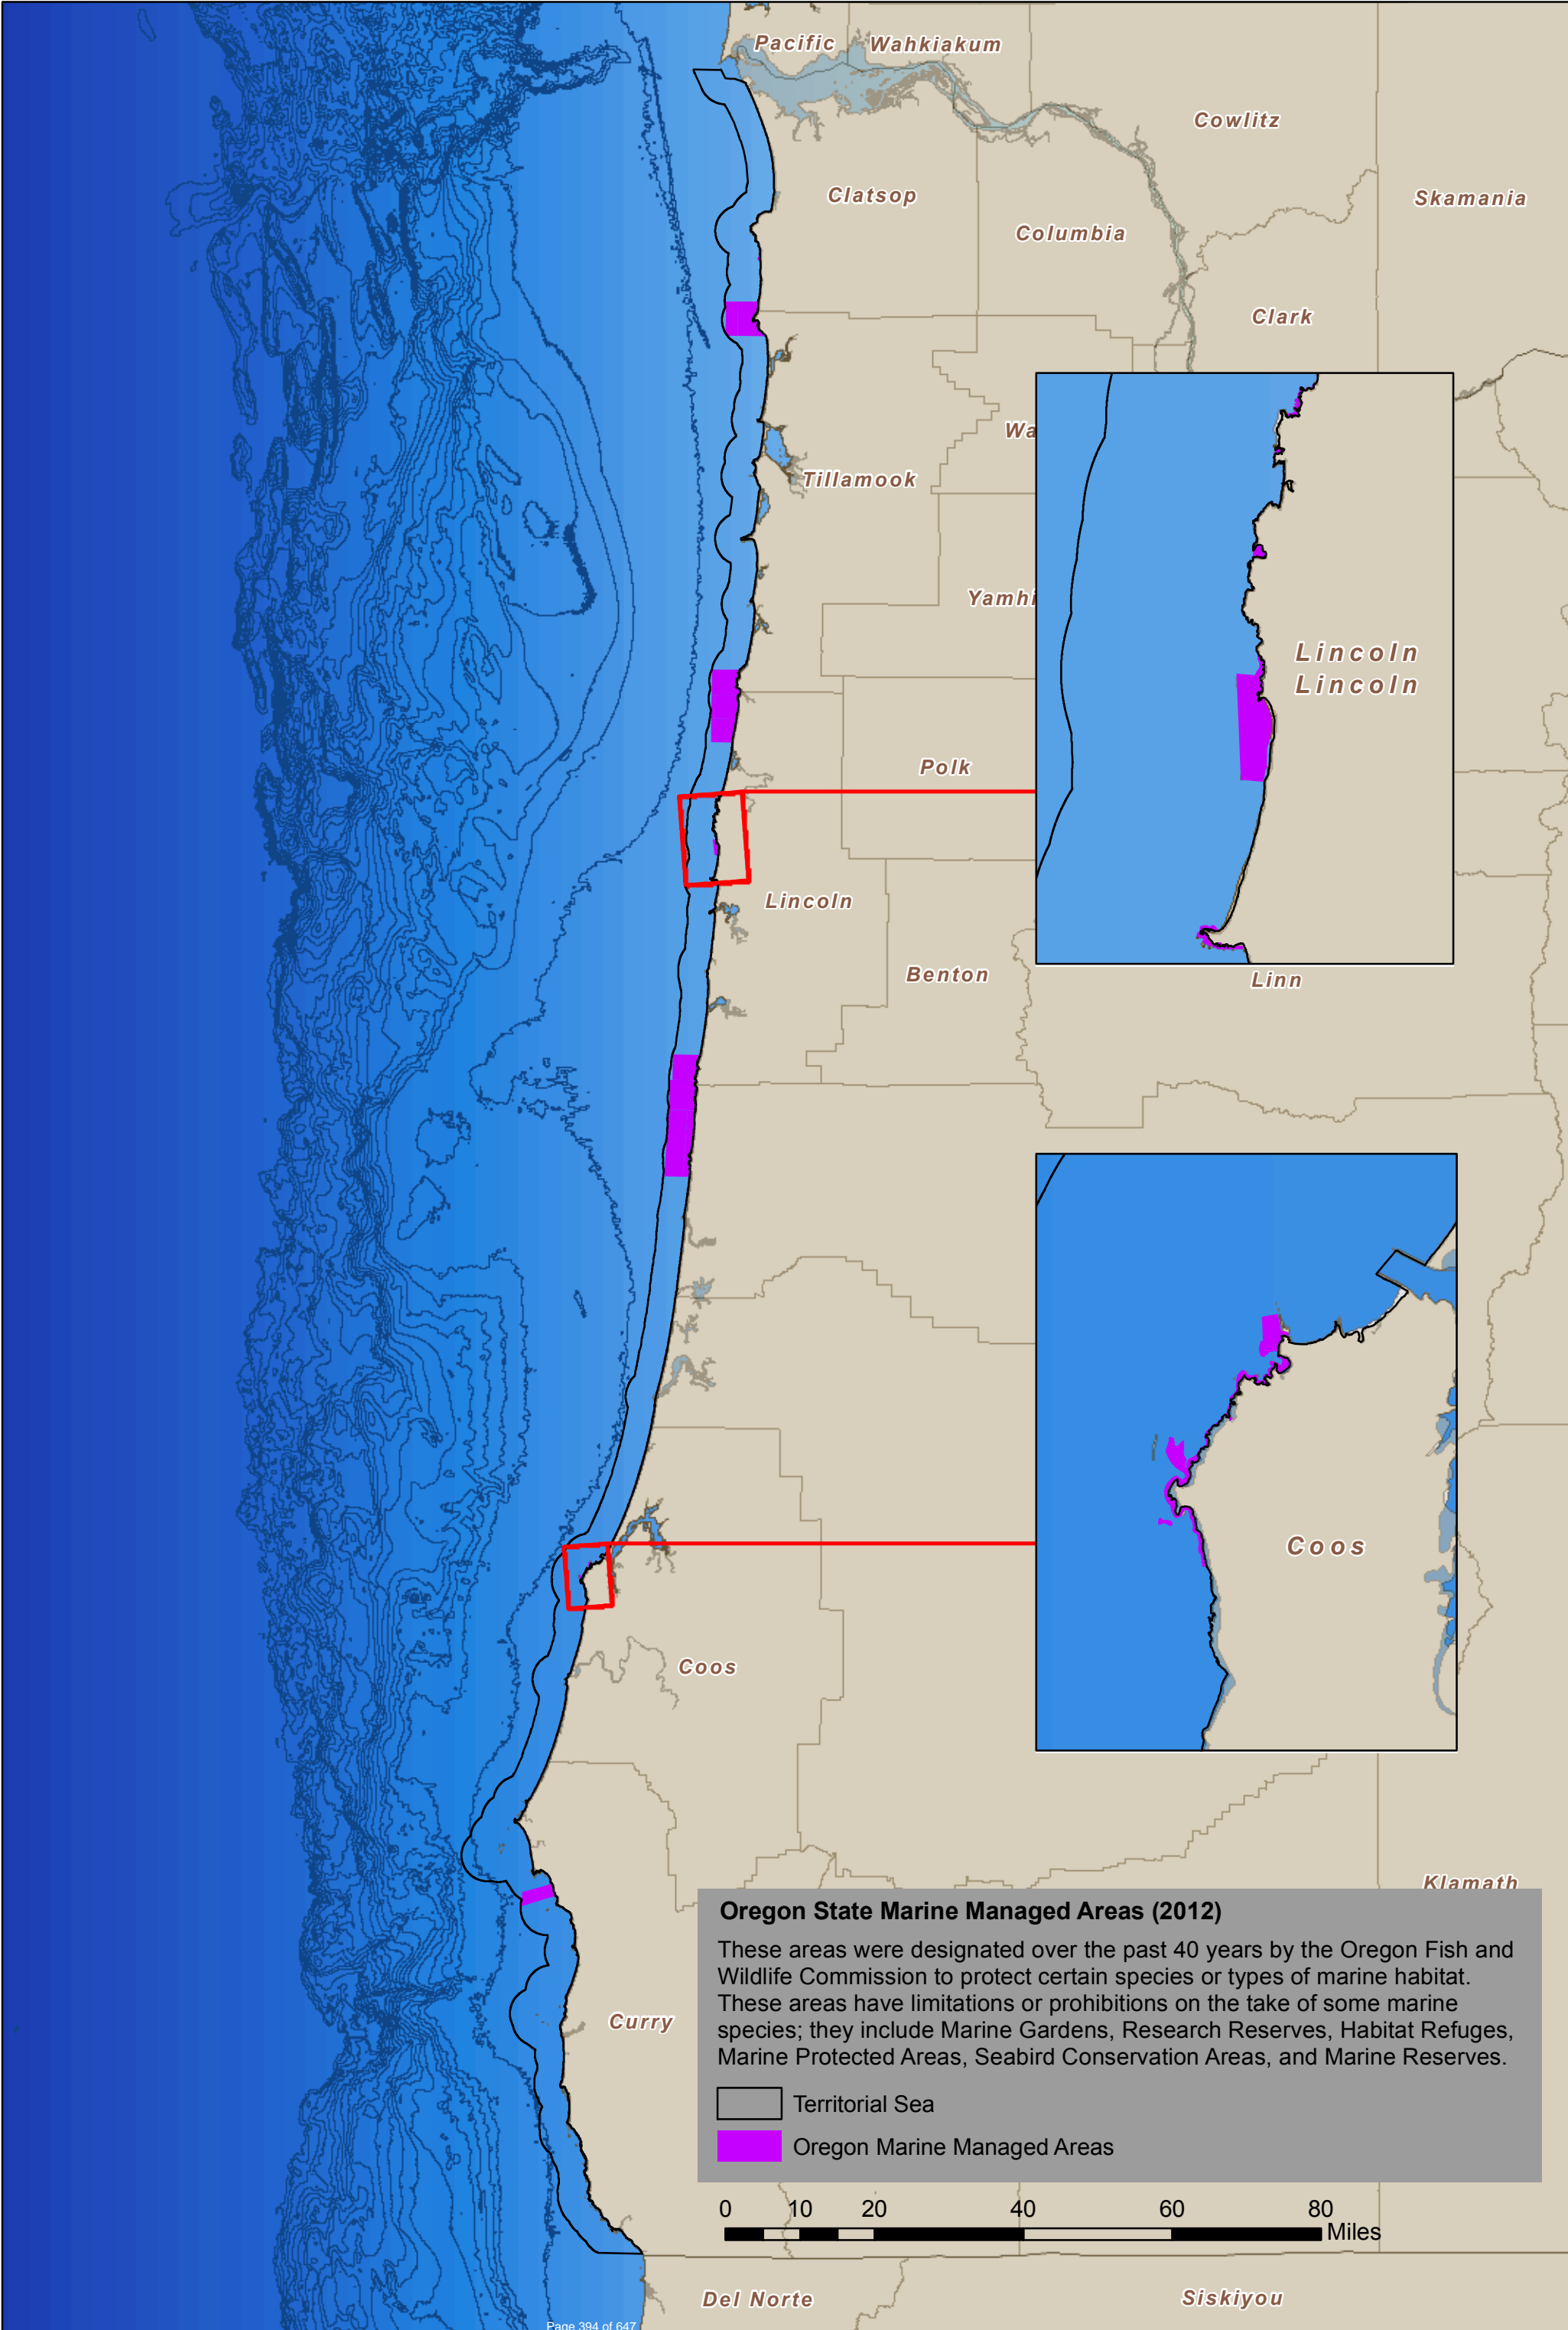 Pacific
Wahkiakum
Cowlitz
Clatsop
Skamania
Columbia
Clark
Wa
Tillamook
Yamhi
Lincoln
Lincoln
Polk
Lincoln
Benton
Linn
Coos
Coos
Klamath
Oregon State Marine Managed Areas (2012)
These areas were designated over the past 40 years by the Oregon Fish and
Wildlife Commission to protect certain species or types of marine habitat.
These areas have limitations or prohibitions on the take of some marine
species; they include Marine Gardens, Research Reserves, Habitat Refuges,
Marine Protected Areas, Seabird Conservation Areas, and Marine Reserves.
Curry
Territorial Sea
Oregon Marine Managed Areas
0 10 20 40 60 80
Miles
Del Norte
Siskiyou
Page 394 of 647